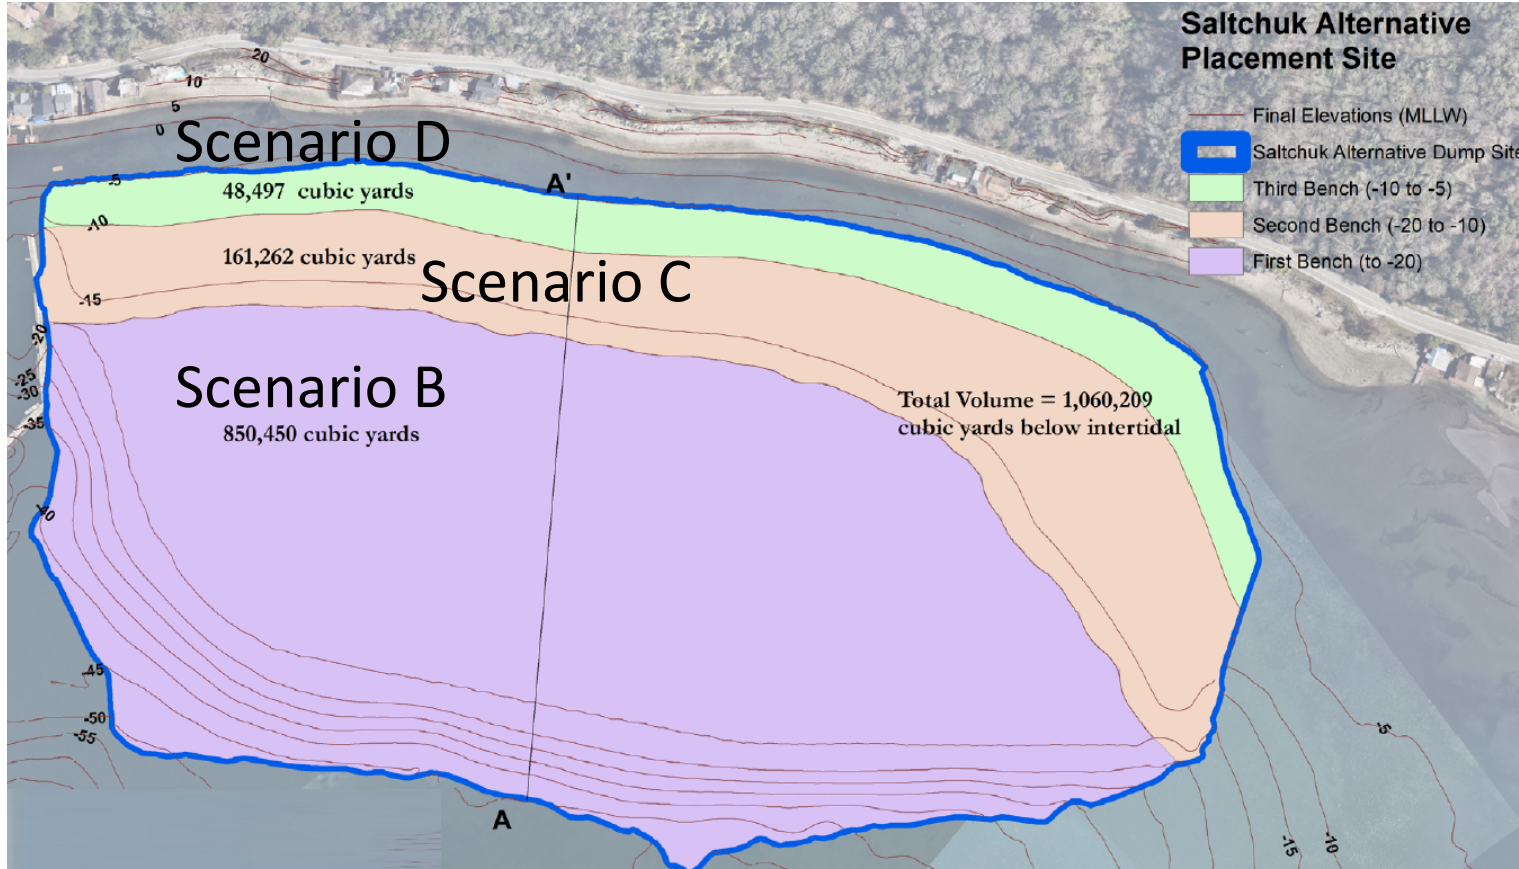 Saltchuk Alternative
Placement Site
Final Elevations (MLLW)
Saltchuk Alternative Dump Site
Third Bench (-10 to -5)
Second Bench (-20 to -10)
First Bench (to -20)
20
10
5
0
Scenario D
-5
48,497 cubic yards
A'
-10
161,262 cubic yards
Scenario C
-15
-20
-25
-30
-35
Scenario B
850,450 cubic yards
Total Volume = 1,060,209
cubic yards below intertidal
-40
-45
-50
-55
A
-5
-10
-15